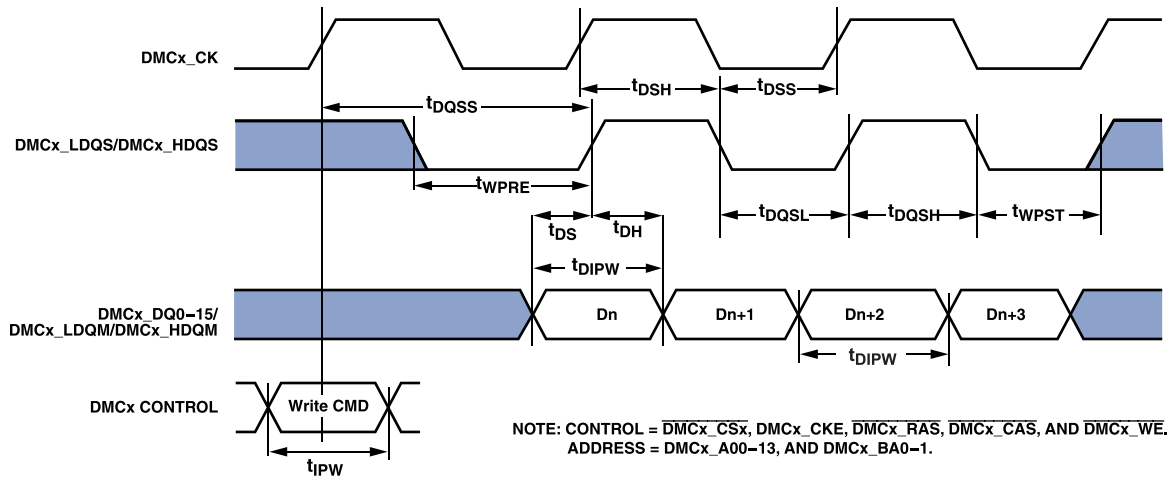 DMCx_CK
tDSH
tDSS
tDQSS
DMCx_LDQS/DMCx_HDQS
tWPRE
tDQSL
tDQSH
tWPST
tDS
tDH
tDIPW
DMCx_DQ0–15/
DMCx_LDQM/DMCx_HDQM
Dn
Dn+1
Dn+2
Dn+3
tDIPW
DMCx CONTROL
Write CMD
tIPW
NOTE: CONTROL = DMCx_CSx, DMCx_CKE, DMCx_RAS, DMCx_CAS, AND DMCx_WE.
ADDRESS = DMCx_A00–13, AND DMCx_BA0-1.